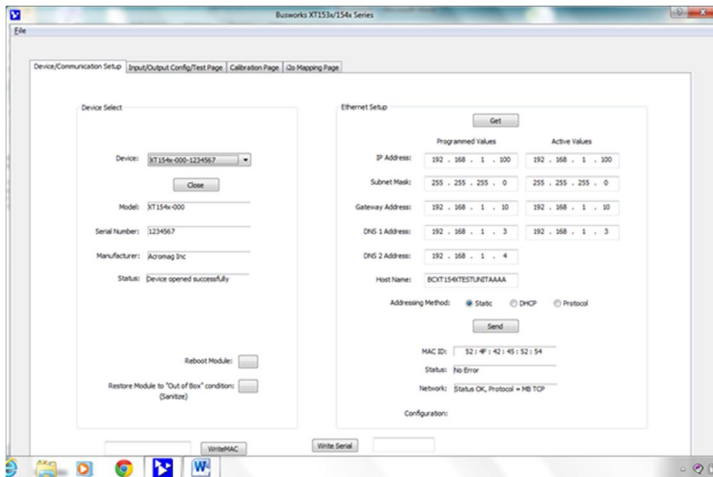 Busworks XT153x/154x Series
File
Device/Communication Setup Input/Output Config/Test Page Calibration Page i2o Mapping Page
Device Select
Device: XT154x-000-1234567
Close
Model: XT154x-000
Serial Number: 1234567
Manufacturer: Acromag Inc
Status: Device opened successfully
Reboot Module:
Restore Module to "Out of Box" condition:
(Sanitize)
WriteMAC
Write Serial
Ethernet Setup
Get
Programmed Values Active Values
IP Address: 192 . 168 . 1 . 100 192 . 168 . 1 . 100
Subnet Mask: 255 . 255 . 255 . 0 255 . 255 . 255 . 0
Gateway Address: 192 . 168 . 1 . 10 192 . 168 . 1 . 10
DNS 1 Address: 192 . 168 . 1 . 3 192 . 168 . 1 . 3
DNS 2 Address: 192 . 168 . 1 . 4
Host Name: BCXT154XTESTUNITAAAA
Addressing Method: Static DHCP Protocol
Send
MAC ID: 52 : 4F : 42 : 45 : 52 : 54
Status: No Error
Network: Status OK, Protocol = MB TCP
Configuration: